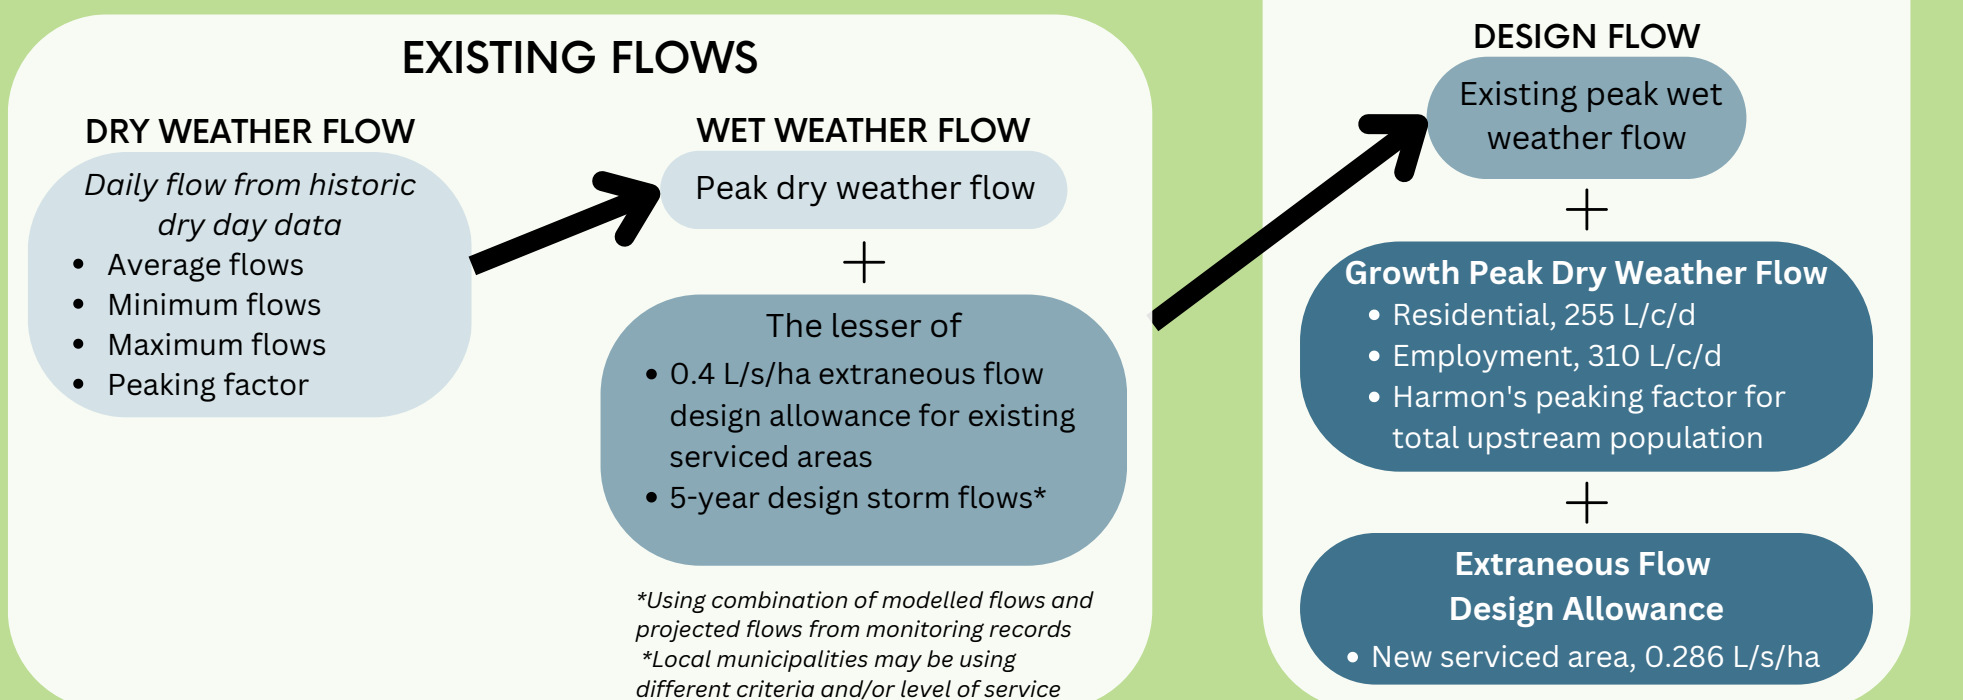 EXISTING FLOWS
DRY WEATHER FLOW
Daily flow from historic
dry day data
• Average flows
• Minimum flows
• Maximum flows
• Peaking factor
WET WEATHER FLOW
Peak dry weather flow
+
The lesser of
• 0.4 L/s/ha extraneous flow
design allowance for existing
serviced areas
• 5-year design storm flows*
*Using combination of modelled flows and
projected flows from monitoring records
*Local municipalities may be using
different criteria and/or level of service
DESIGN FLOW
Existing peak wet
weather flow
+
Growth Peak Dry Weather Flow
• Residential, 255 L/c/d
• Employment, 310 L/c/d
• Harmon's peaking factor for
total upstream population
+
Extraneous Flow
Design Allowance
• New serviced area, 0.286 L/s/ha